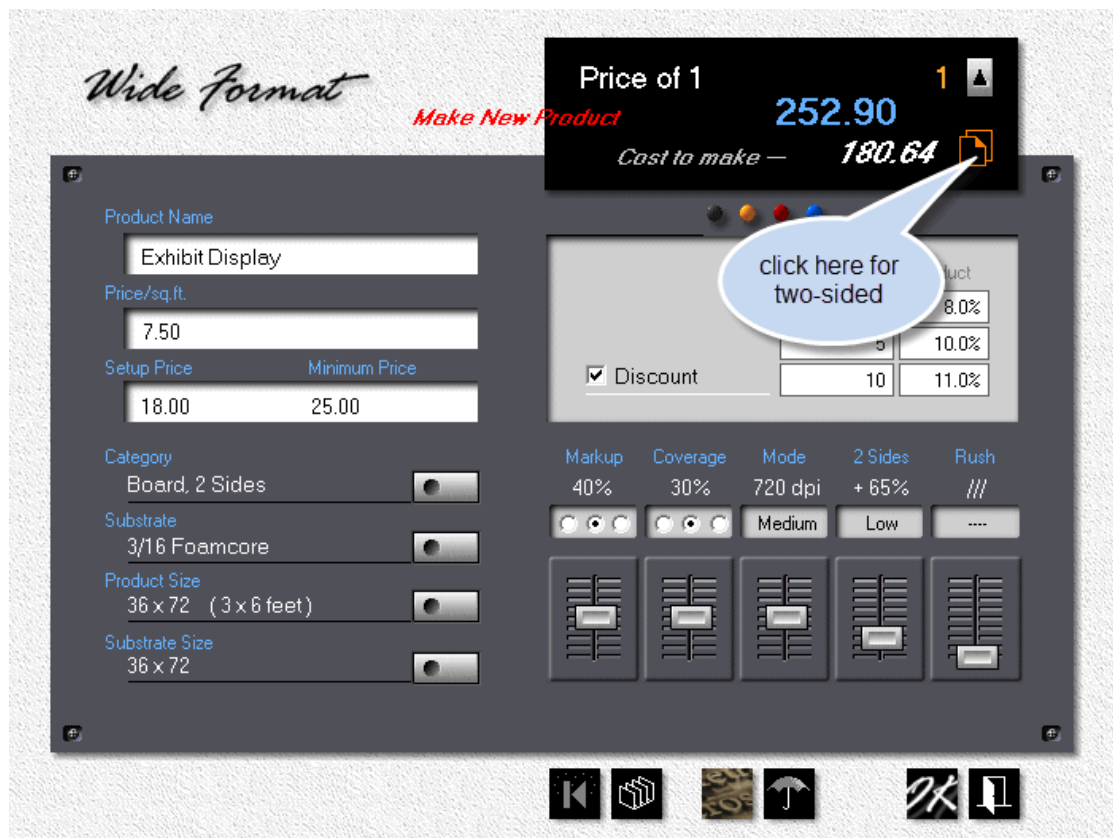 Wide Format
Make New Product
Price of 1 1
252.90
Cost to make — 180.64
click here for
two-sided
Product Name
Exhibit Display
Price/sq.ft.
7.50
Setup Price Minimum Price
18.00 25.00
Category
Board, 2 Sides
Substrate
3/16 Foamcore
Product Size
36 x 72 ( 3 x 6 feet )
Substrate Size
36 x 72
8.0%
5 10.0%
Discount 10 11.0%
Markup Coverage Mode 2 Sides Rush
40% 30% 720 dpi + 65% ///
Medium Low ----
OK